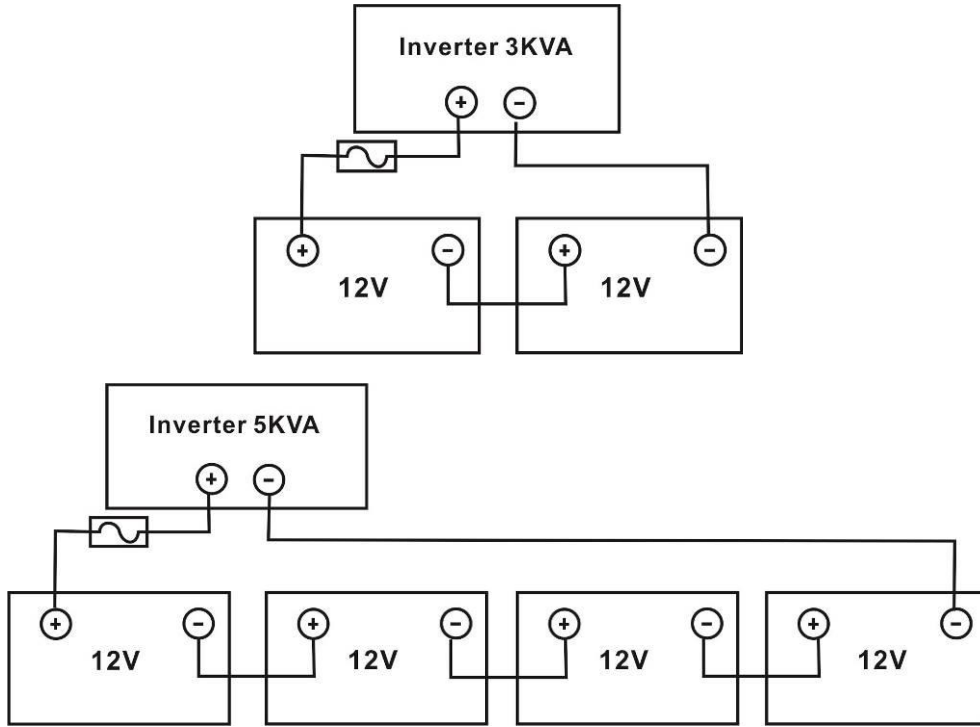 Inverter 3KVA
+ −
+ − + −
12V 12V
Inverter 5KVA
+ −
+ − + − + − + −
12V 12V 12V 12V